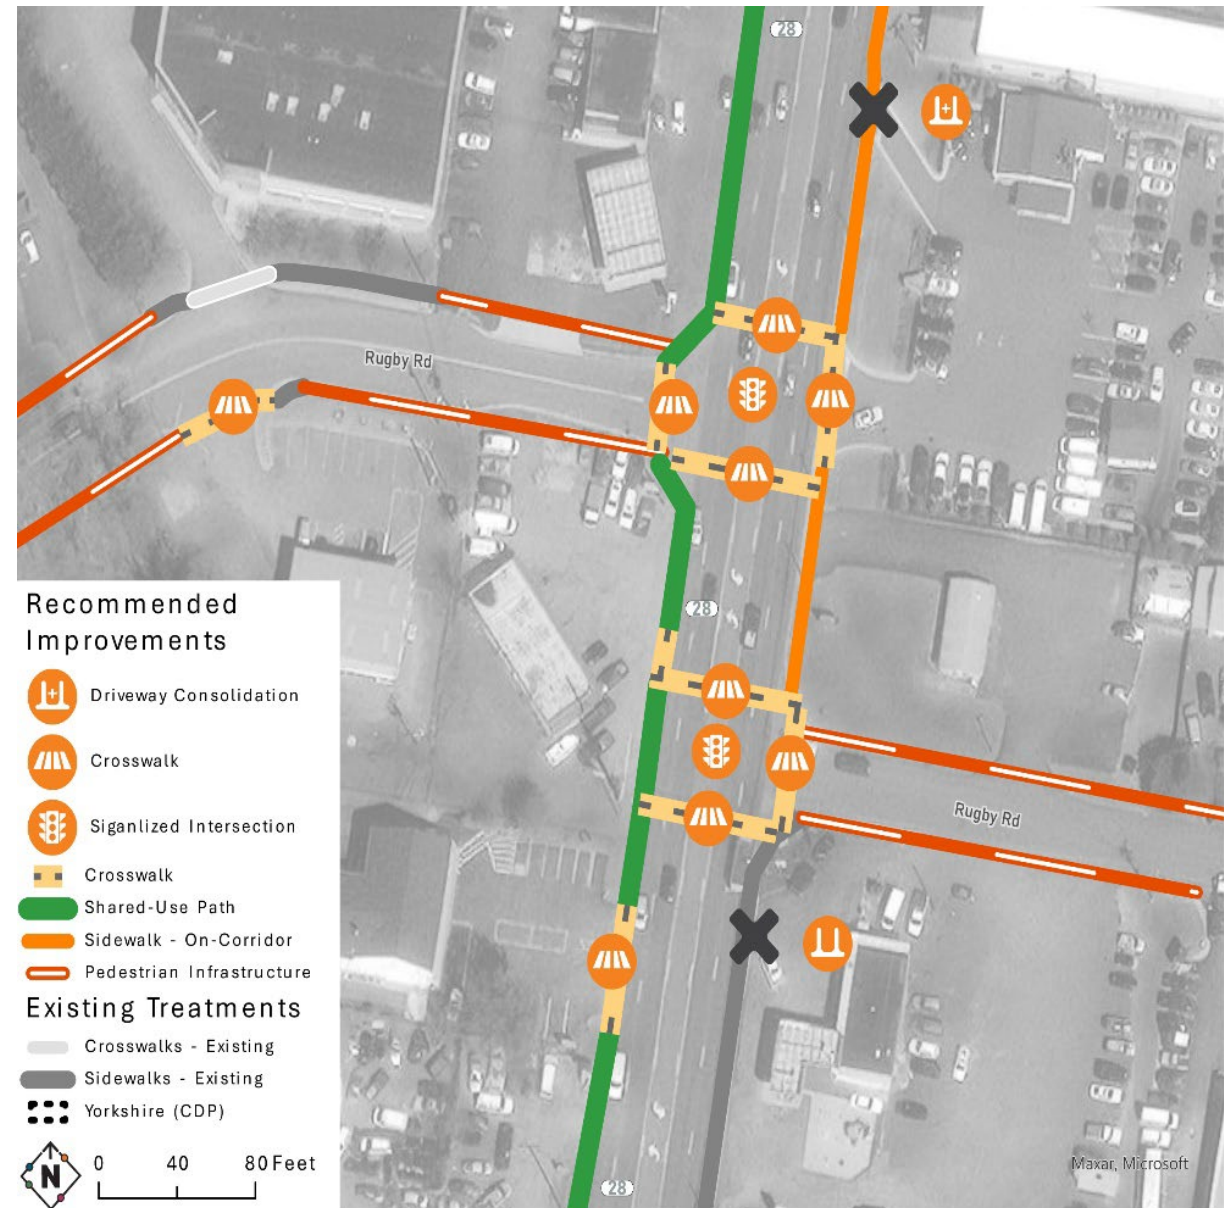 28
Rugby Rd
28
Rugby Rd
Recommended
Improvements
Driveway Consolidation
Crosswalk
Siganlized Intersection
Crosswalk
Shared-Use Path
Sidewalk - On-Corridor
Pedestrian Infrastructure
Existing Treatments
Crosswalks - Existing
Sidewalks - Existing
Yorkshire (CDP)
N
0 40 80 Feet
28
Maxar, Microsoft